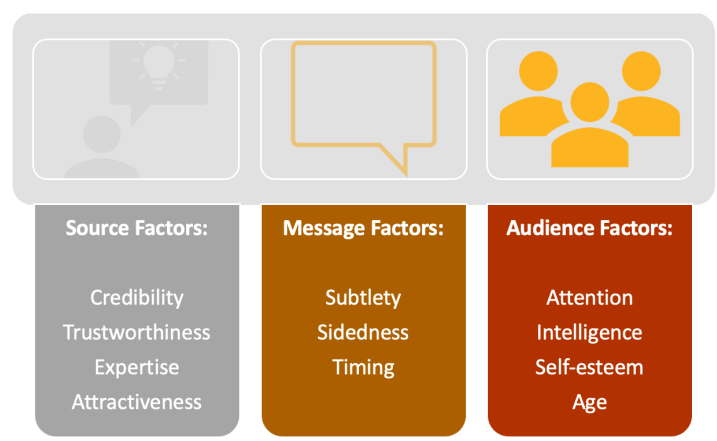 Source Factors:
Credibility
Trustworthiness
Expertise
Attractiveness
Message Factors:
Subtlety
Sidedness
Timing
Audience Factors:
Attention
Intelligence
Self-esteem
Age